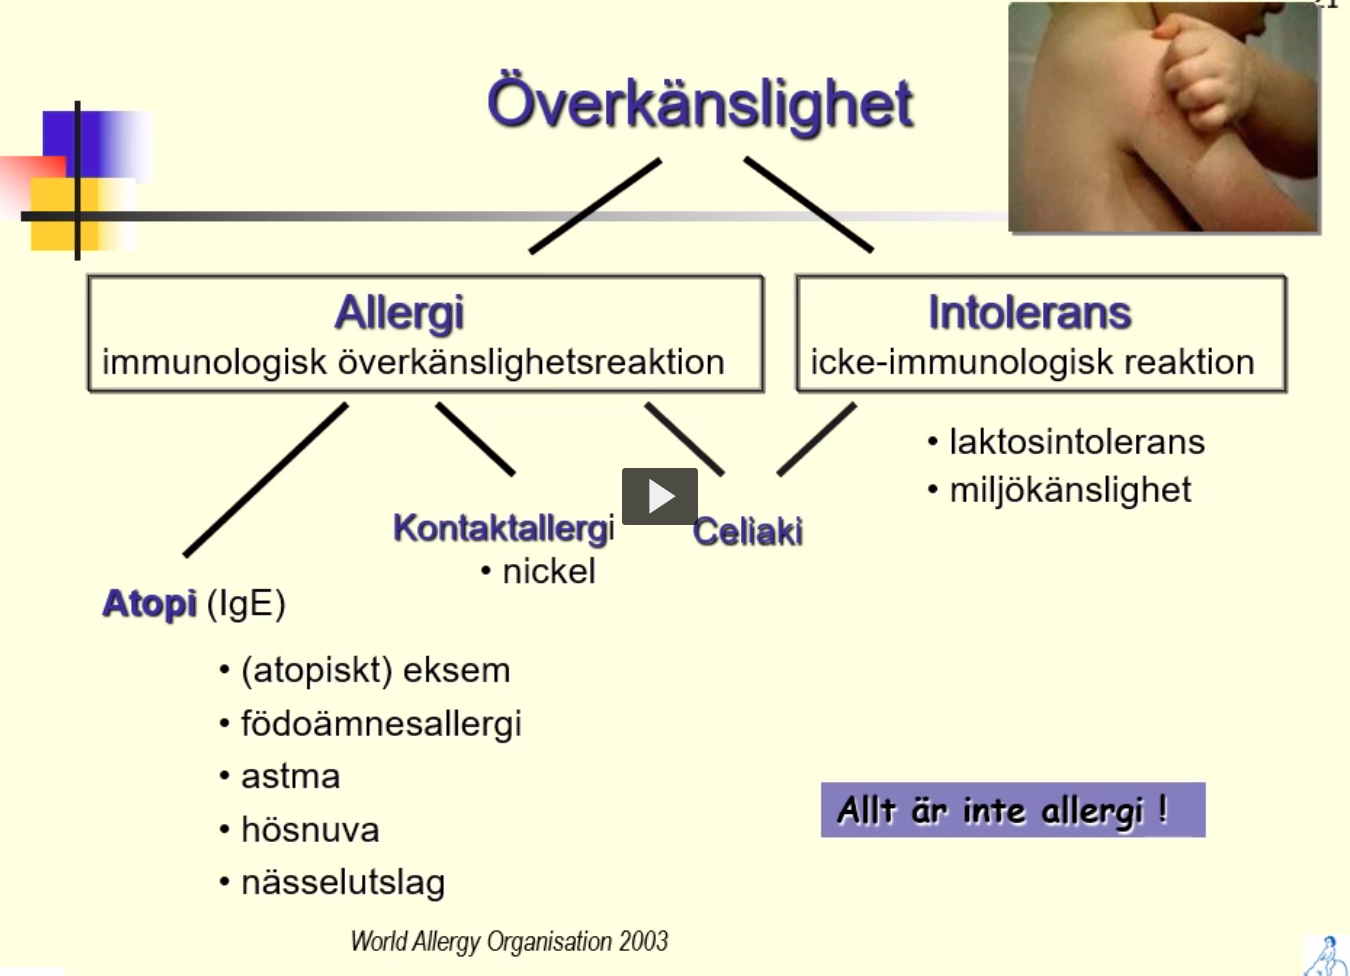 21
Överkänslighet
Allergi
immunologisk överkänslighetsreaktion
Intolerans
icke-immunologisk reaktion
• laktosintolerans
• miljökänslighet
Kontaktallergi
• nickel
Celiaki
Atopi (IgE)
• (atopiskt) eksem
• födoämnesallergi
• astma
• hösnuva
• nässelutslag
Allt är inte allergi !
World Allergy Organisation 2003